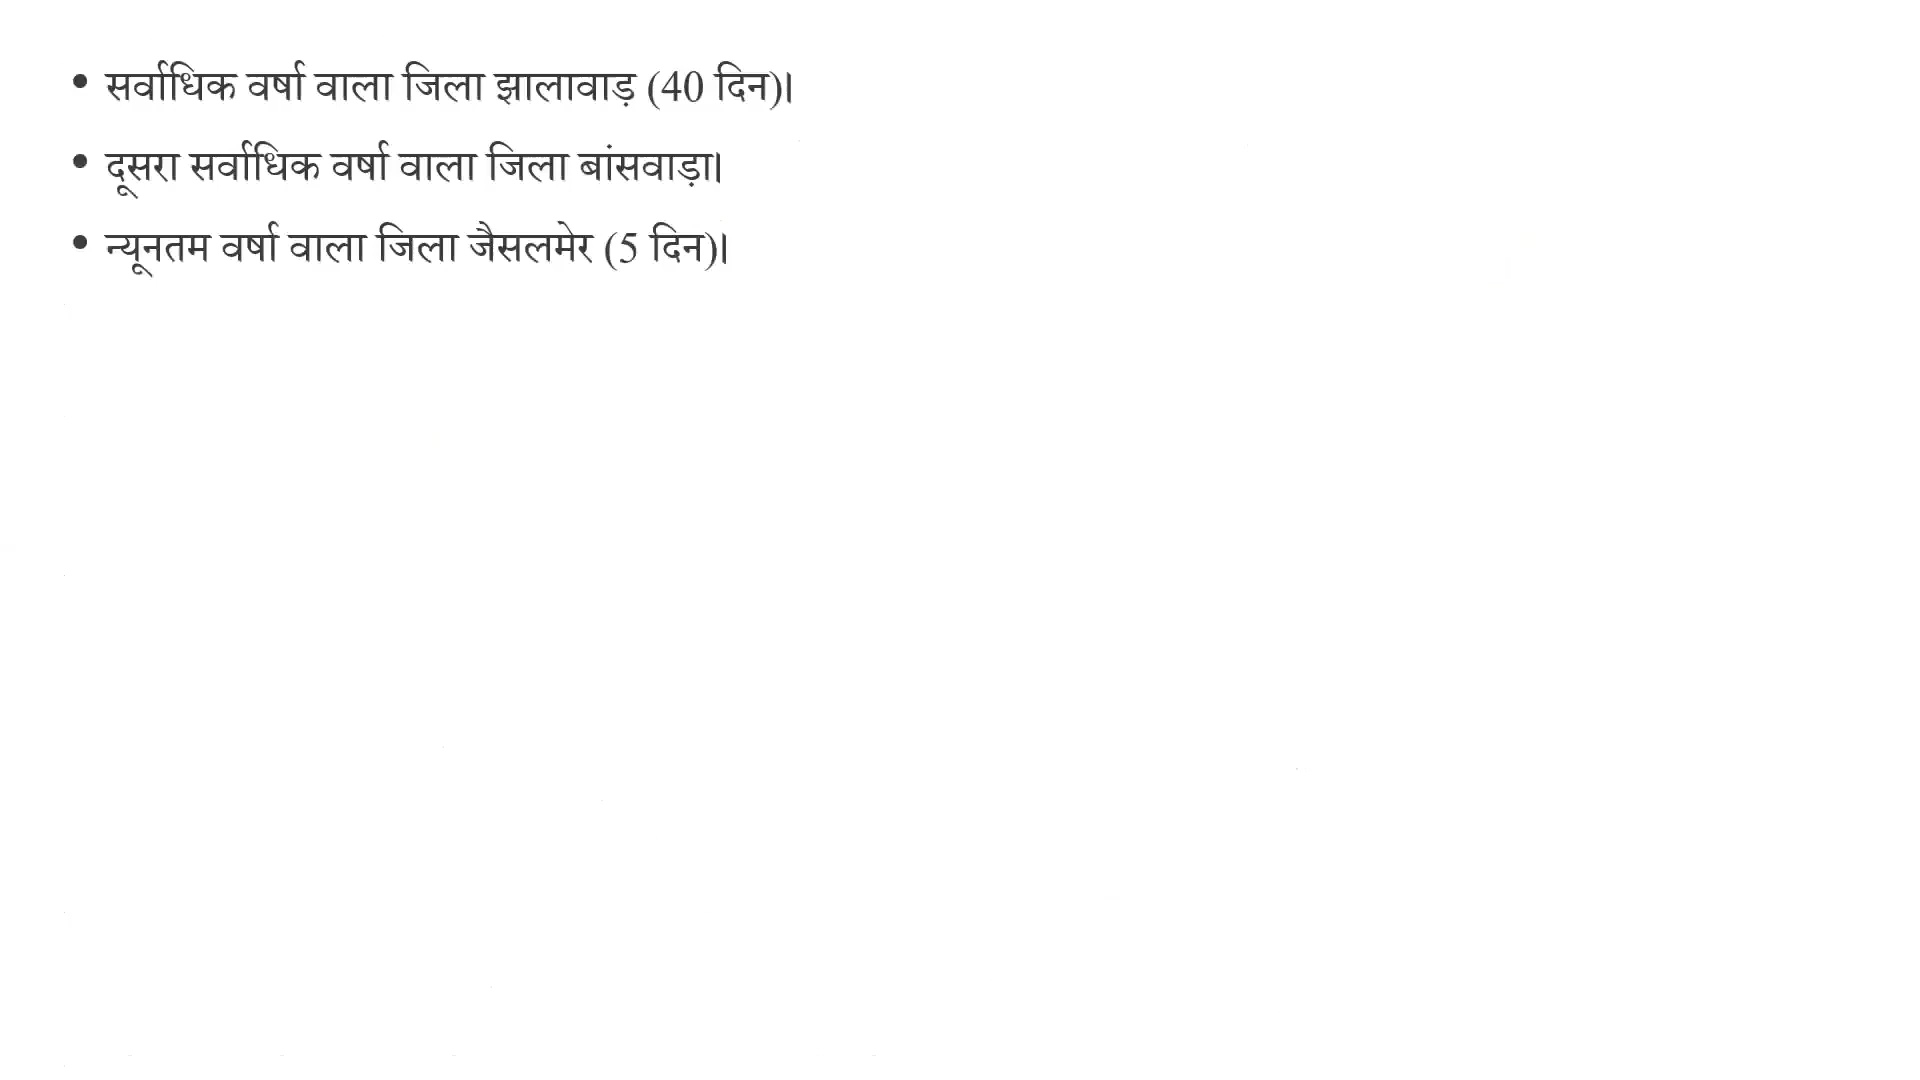 • सर्वाधिक वर्षा वाला जिला झालावाड़ (40 दिन)।
• दूसरा सर्वाधिक वर्षा वाला जिला बांसवाड़ा।
• न्यूनतम वर्षा वाला जिला जैसलमेर (5 दिन)।